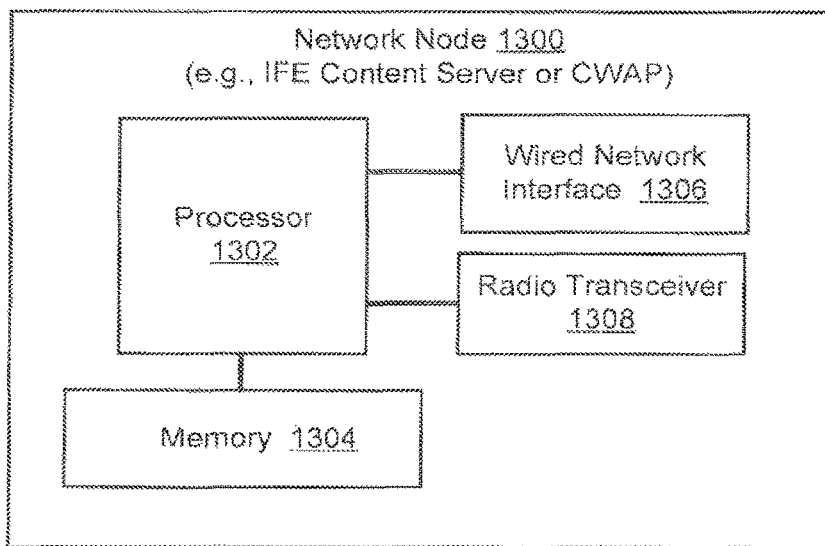 Network Node 1300
(e.g., IFE Content Server or CWAP)
Processor
1302
Wired Network
Interface 1306
Radio Transceiver
1308
Memory 1304